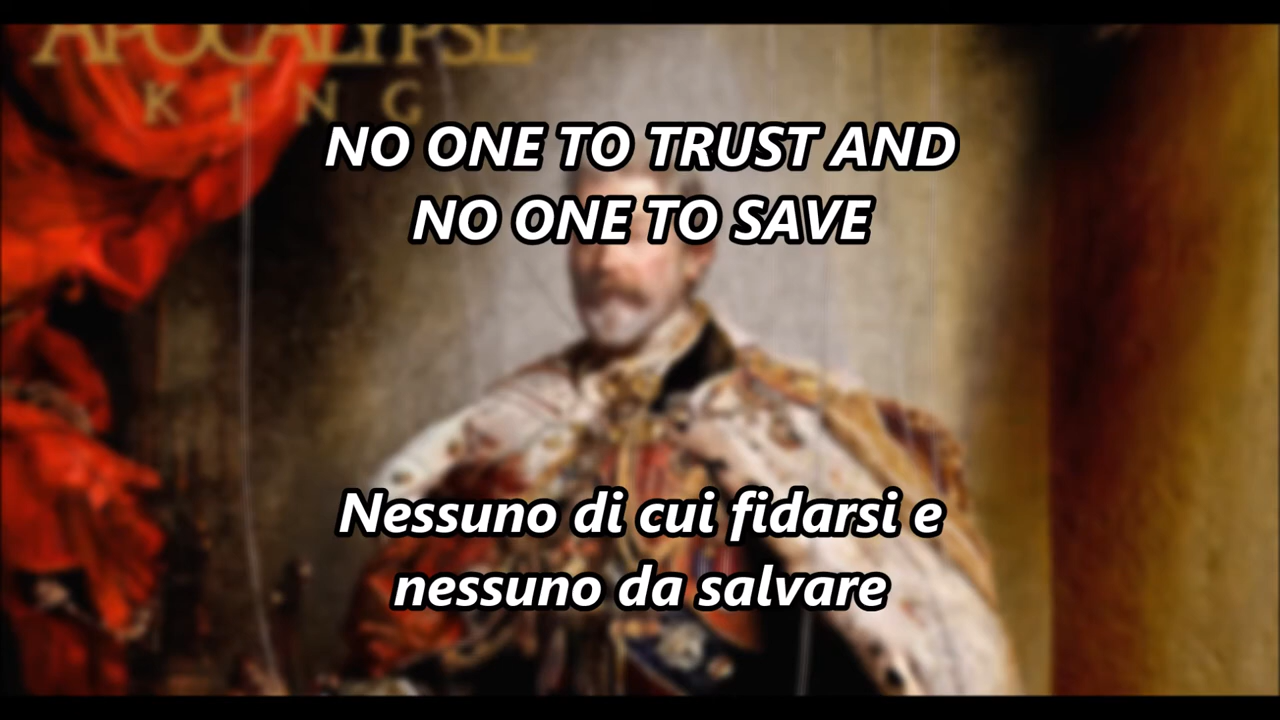 APOCALYPSE
KING
NO ONE TO TRUST AND
NO ONE TO SAVE
Nessuno di cui fidarsi e
nessuno da salvare